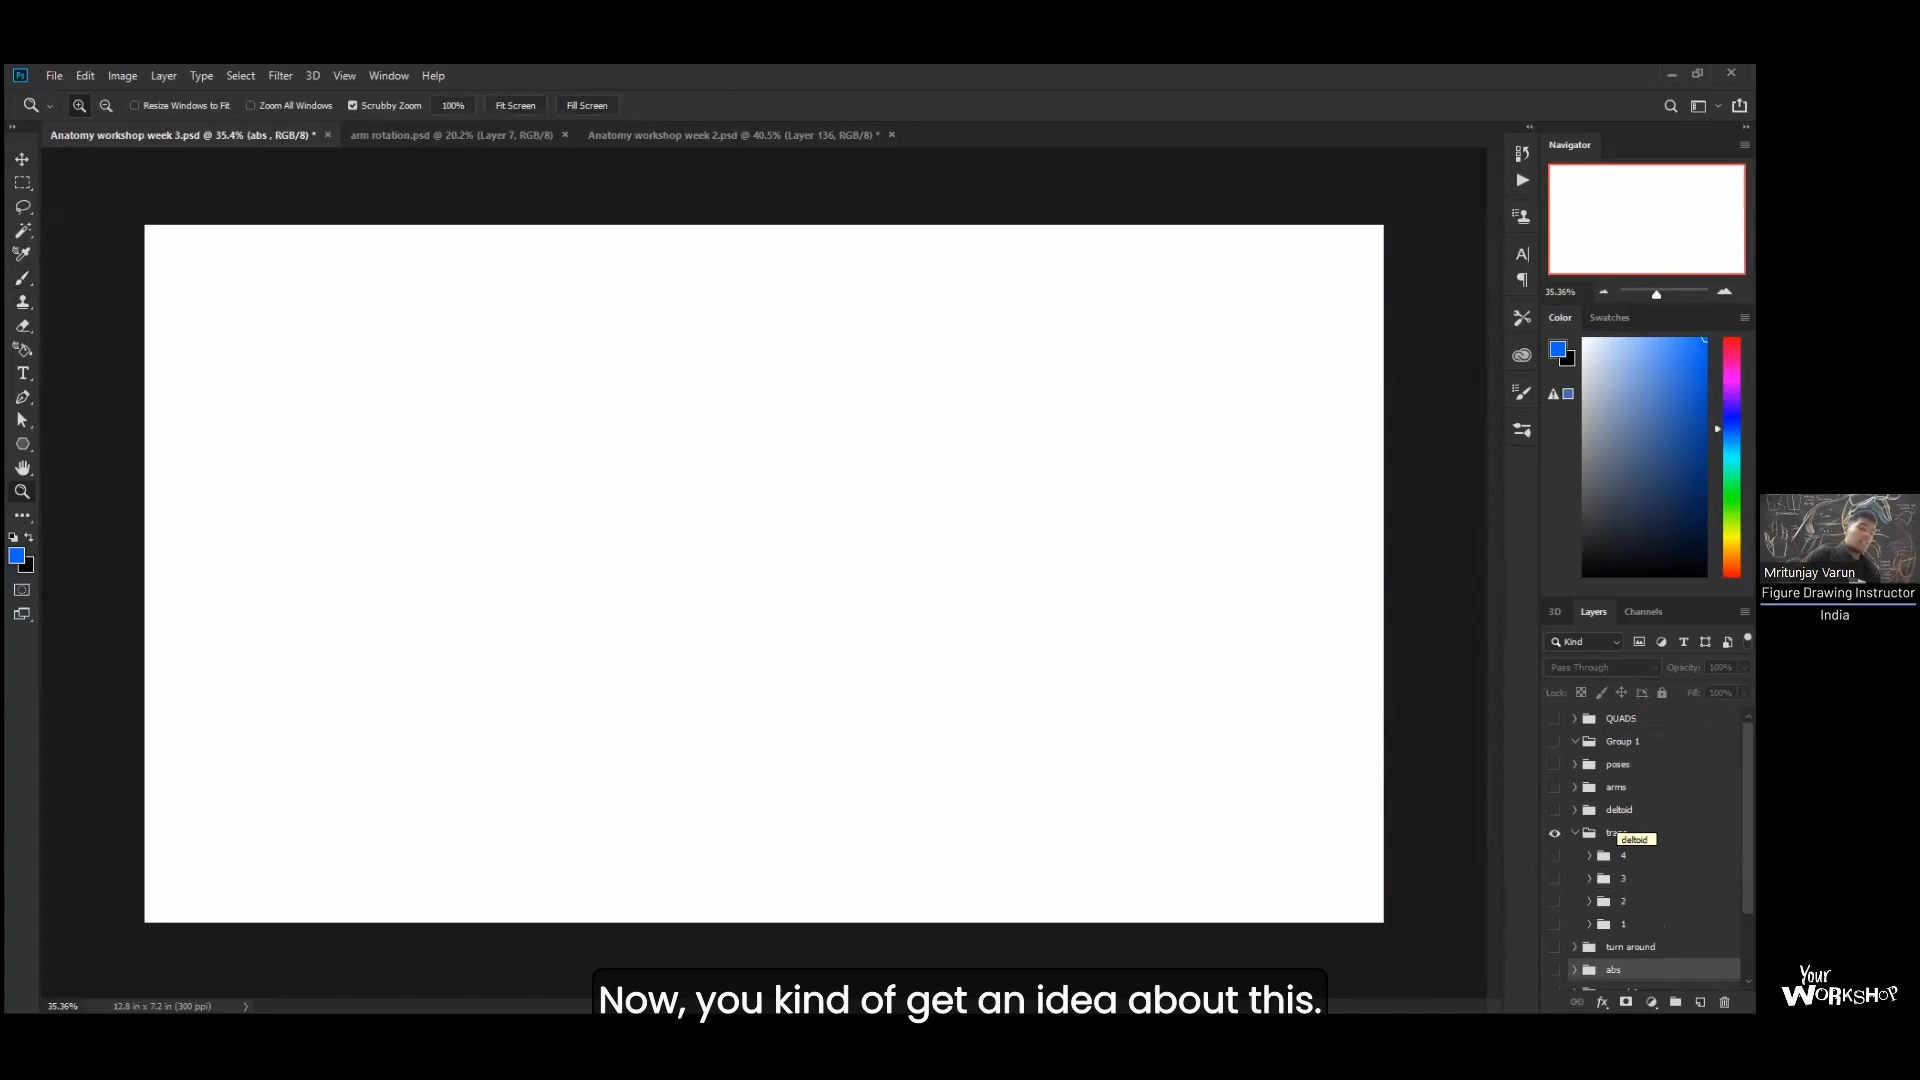 Ps File Edit Image Layer Type Select Filter 3D View Window Help
Resize Windows to Fit Zoom All Windows Scrubby Zoom 100% Fit Screen Fill Screen
Anatomy workshop week 3.psd @ 35.4% (abs , RGB/8) * × arm rotation.psd @ 20.2% (Layer 7, RGB/8) × Anatomy workshop week 2.psd @ 40.5% (Layer 136, RGB/8) * ×
Navigator
35.36%
Color Swatches
Mritunjay Varun
Figure Drawing Instructor
India
3D Layers Channels
Kind
Pass Through Opacity: 100%
Lock: Fill: 100%
QUADS
Group 1
poses
arms
deltoid
deltoid
4
3
2
1
turn around
abs
35.36% 12.8 in x 7.2 in (300 ppi)
Now, you kind of get an idea about this.
Your
WORKSHOP